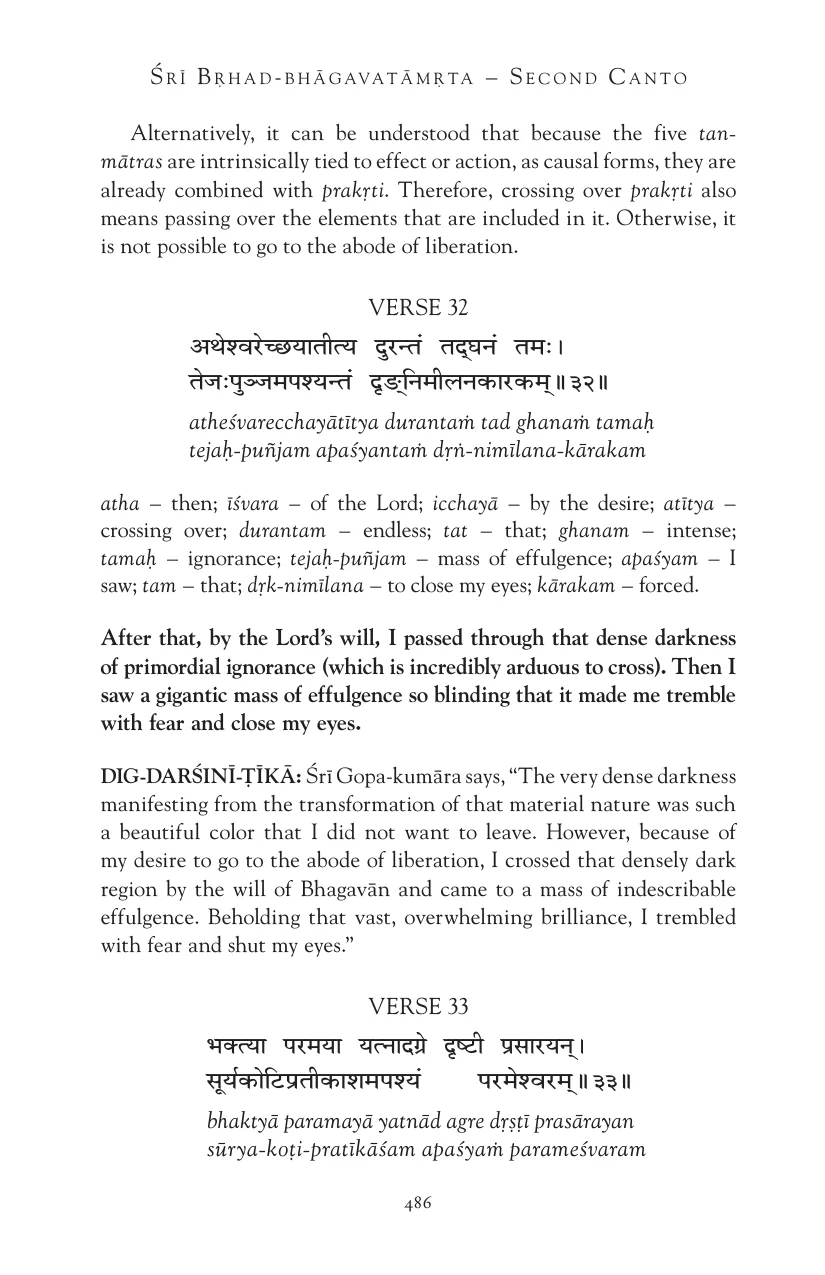 ŚRĪ BṚHAD-BHĀGAVATĀMṚTA – SECOND CANTO
Alternatively, it can be understood that because the five tan-
mātras are intrinsically tied to effect or action, as causal forms, they are
already combined with prakṛti. Therefore, crossing over prakṛti also
means passing over the elements that are included in it. Otherwise, it
is not possible to go to the abode of liberation.
VERSE 32
अथेश्वरेच्छयातीत्य दुरन्तं तद्घनं तमः।
तेजःपुञ्जमपश्यन्तं दृङ्निमीलनकारकम्॥३२॥
atheśvarecchayātītya durantaṁ tad ghanaṁ tamaḥ
tejaḥ-puñjam apaśyantaṁ dṛṅ-nimīlana-kārakam
atha – then; īśvara – of the Lord; icchayā – by the desire; atītya –
crossing over; durantam – endless; tat – that; ghanam – intense;
tamaḥ – ignorance; tejaḥ-puñjam – mass of effulgence; apaśyam – I
saw; tam – that; dṛk-nimīlana – to close my eyes; kārakam – forced.
After that, by the Lord’s will, I passed through that dense darkness
of primordial ignorance (which is incredibly arduous to cross). Then I
saw a gigantic mass of effulgence so blinding that it made me tremble
with fear and close my eyes.
DIG-DARŚINĪ-ṬĪKĀ: Śrī Gopa-kumāra says, “The very dense darkness
manifesting from the transformation of that material nature was such
a beautiful color that I did not want to leave. However, because of
my desire to go to the abode of liberation, I crossed that densely dark
region by the will of Bhagavān and came to a mass of indescribable
effulgence. Beholding that vast, overwhelming brilliance, I trembled
with fear and shut my eyes.”
VERSE 33
भक्त्या परमया यत्नादग्रे दृष्टी प्रसारयन्।
सूर्यकोटिप्रतीकाशमपश्यं परमेश्वरम्॥३३॥
bhaktyā paramayā yatnād agre dṛṣṭī prasārayan
sūrya-koṭi-pratīkāśam apaśyaṁ parameśvaram
486